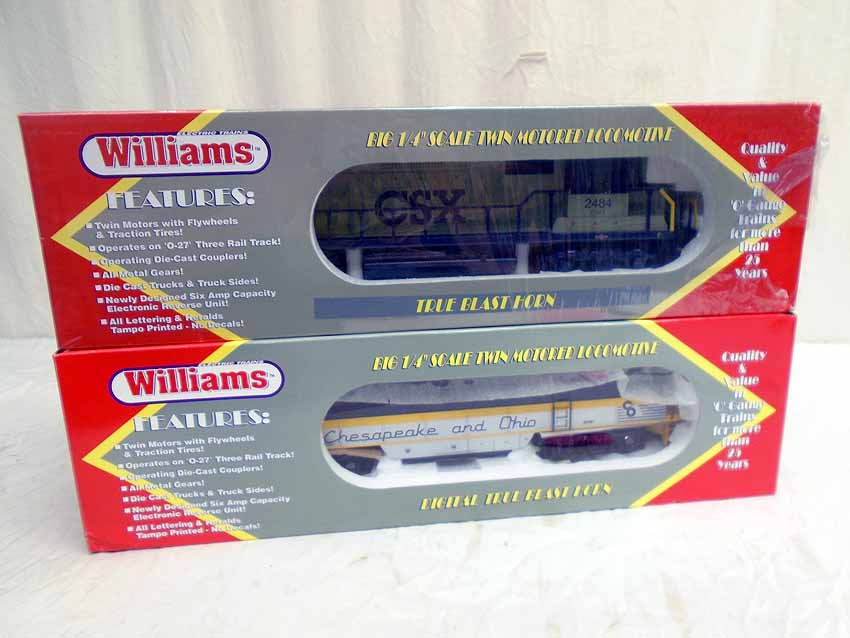 ELECTRIC TRAINS
Williams™
BIG 1/4" SCALE TWIN MOTORED LOCOMOTIVE
FEATURES:
Twin Motors with Flywheels
& Traction Tires!
Operates on 'O-27' Three Rail Track!
Operating Die-Cast Couplers!
All Metal Gears!
Die Cast Trucks & Truck Sides!
Newly Designed Six Amp Capacity
Electronic Reverse Unit!
All Lettering & Heralds
Tampo Printed - No Decals!
CSX
2484
TRUE BLAST HORN
Quality
&
Value
in
'O' Gauge
Trains
for more
than
25
Years
ELECTRIC TRAINS
Williams™
BIG 1/4" SCALE TWIN MOTORED LOCOMOTIVE
FEATURES:
Twin Motors with Flywheels
& Traction Tires!
Operates on 'O-27' Three Rail Track!
Operating Die-Cast Couplers!
All Metal Gears!
Die Cast Trucks & Truck Sides!
Newly Designed Six Amp Capacity
Electronic Reverse Unit!
All Lettering & Heralds
Tampo Printed - No Decals!
Chesapeake and Ohio
DIGITAL TRUE BLAST HORN
Quality
&
Value
in
'O' Gauge
Trains
for more
than
25
Years